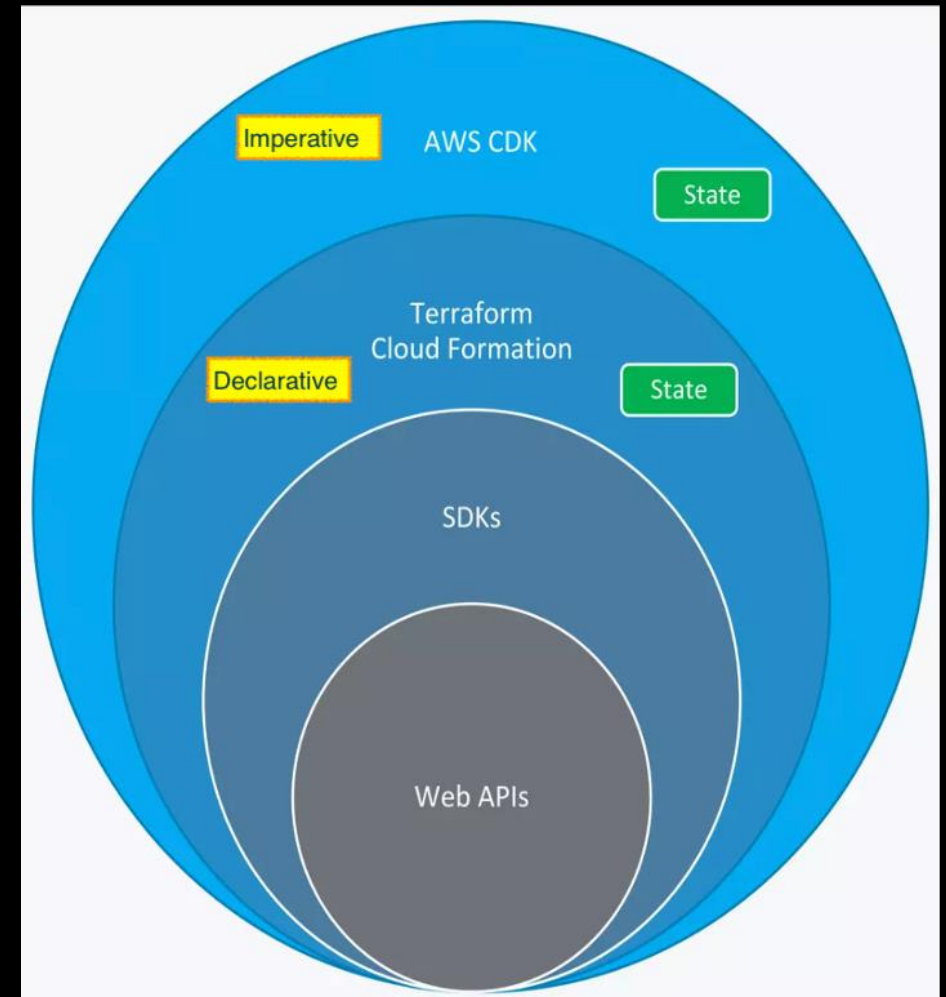 Imperative
AWS CDK
State
Terraform
Cloud Formation
Declarative
State
SDKs
Web APIs